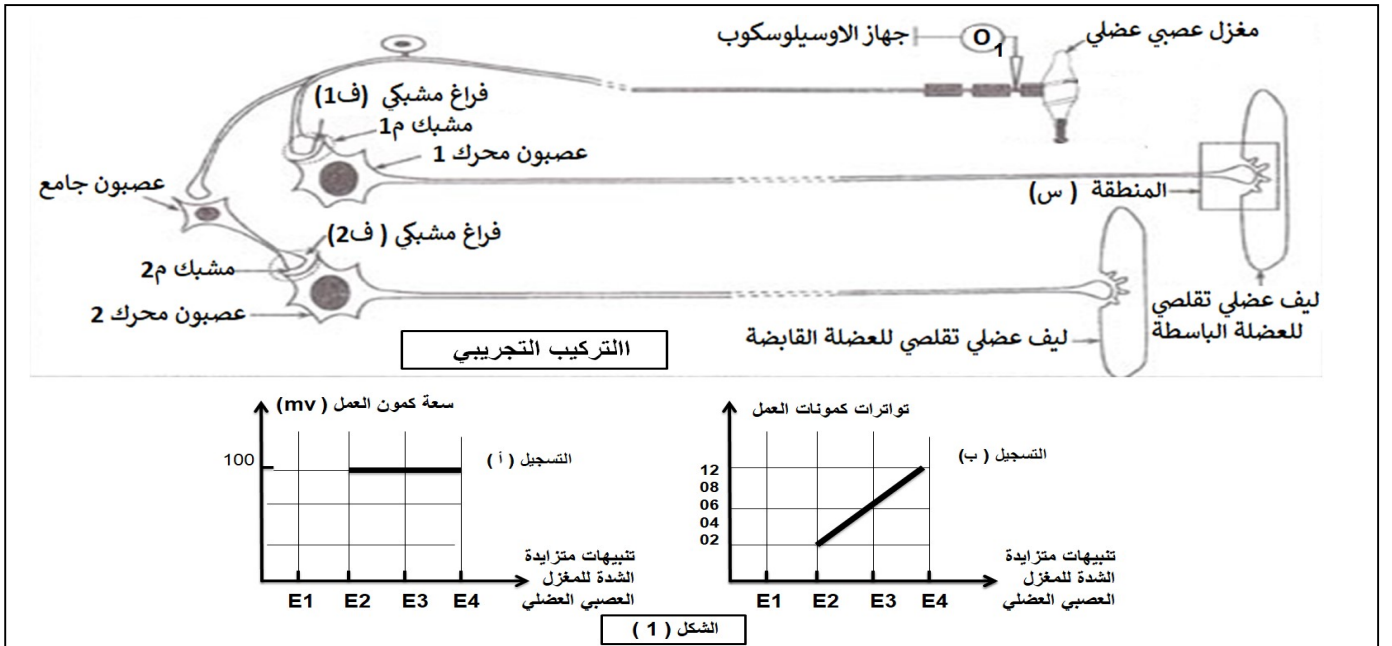 مغزل عصبي عضلي
O1
جهاز الاوسيلوسكوب
فراغ مشبكي (ف1)
مشبك م1
عصبون محرك 1
عصبون جامع
المنطقة (س)
فراغ مشبكي ( ف2)
مشبك م2
عصبون محرك 2
ليف عضلي تقلصي
للعضلة الباسطة
ليف عضلي تقلصي للعضلة القابضة
االتركيب التجريبي
تواترات كمونات العمل
التسجيل ( ب)
12
08
06
04
02
تنبيهات متزايدة
الشدة للمغزل
العصبي العضلي
E1 E2 E3 E4
سعة كمون العمل ( mv)
التسجيل ( أ )
100
تنبيهات متزايدة
الشدة للمغزل
العصبي العضلي
E1 E2 E3 E4
الشكل ( 1 )